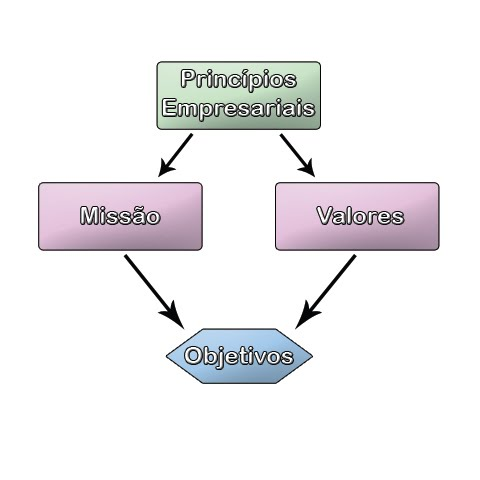 Princípios
Empresariais
Missão
Valores
Objetivos